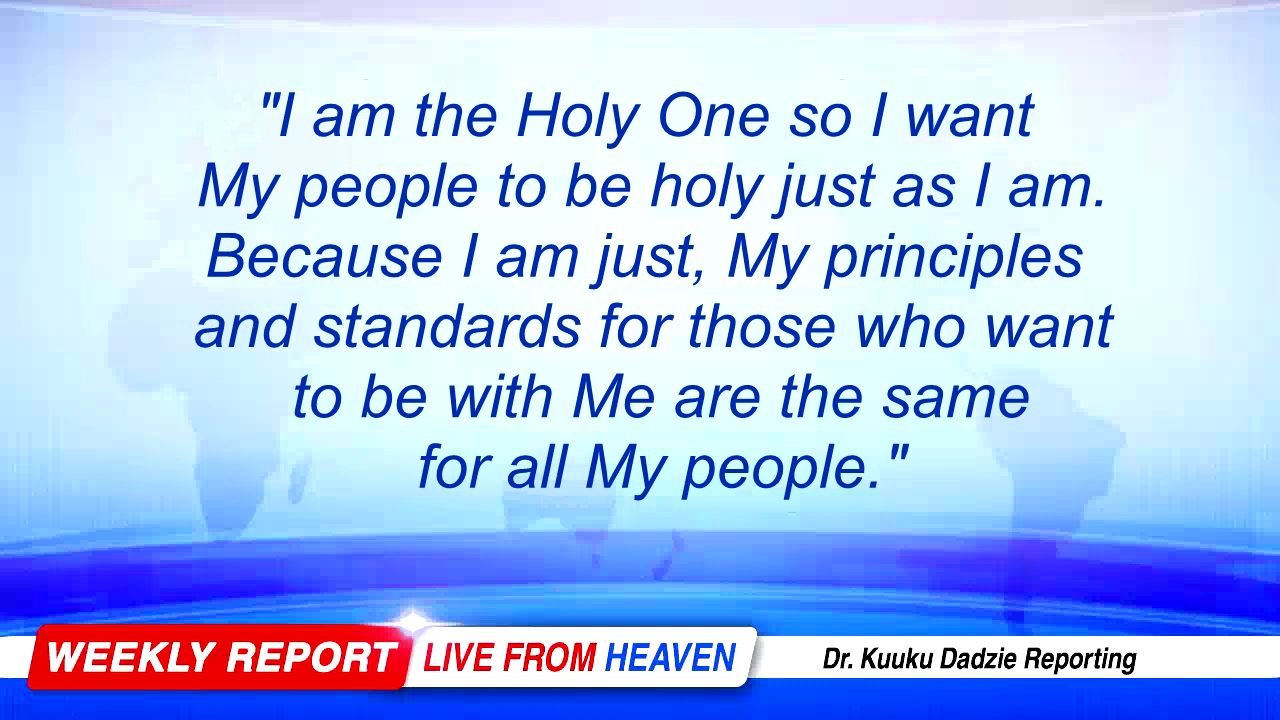 "I am the Holy One so I want
My people to be holy just as I am.
Because I am just, My principles
and standards for those who want
to be with Me are the same
for all My people."
WEEKLY REPORT LIVE FROM HEAVEN Dr. Kuuku Dadzie Reporting